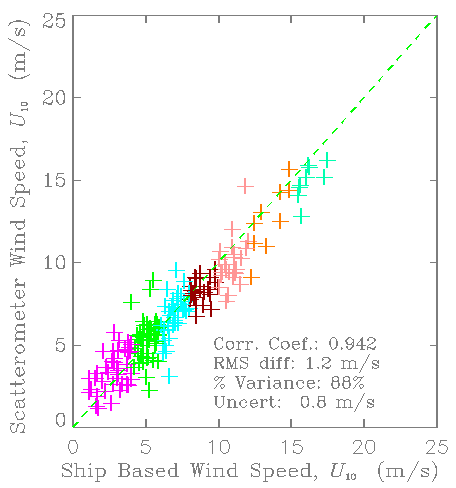 25
20
15
10
5
0
Scatterometer Wind Speed, U10 (m/s)
Corr. Coef.: 0.942
RMS diff: 1.2 m/s
% Variance: 88%
Uncert: 0.8 m/s
0 5 10 15 20 25
Ship Based Wind Speed, U10 (m/s)